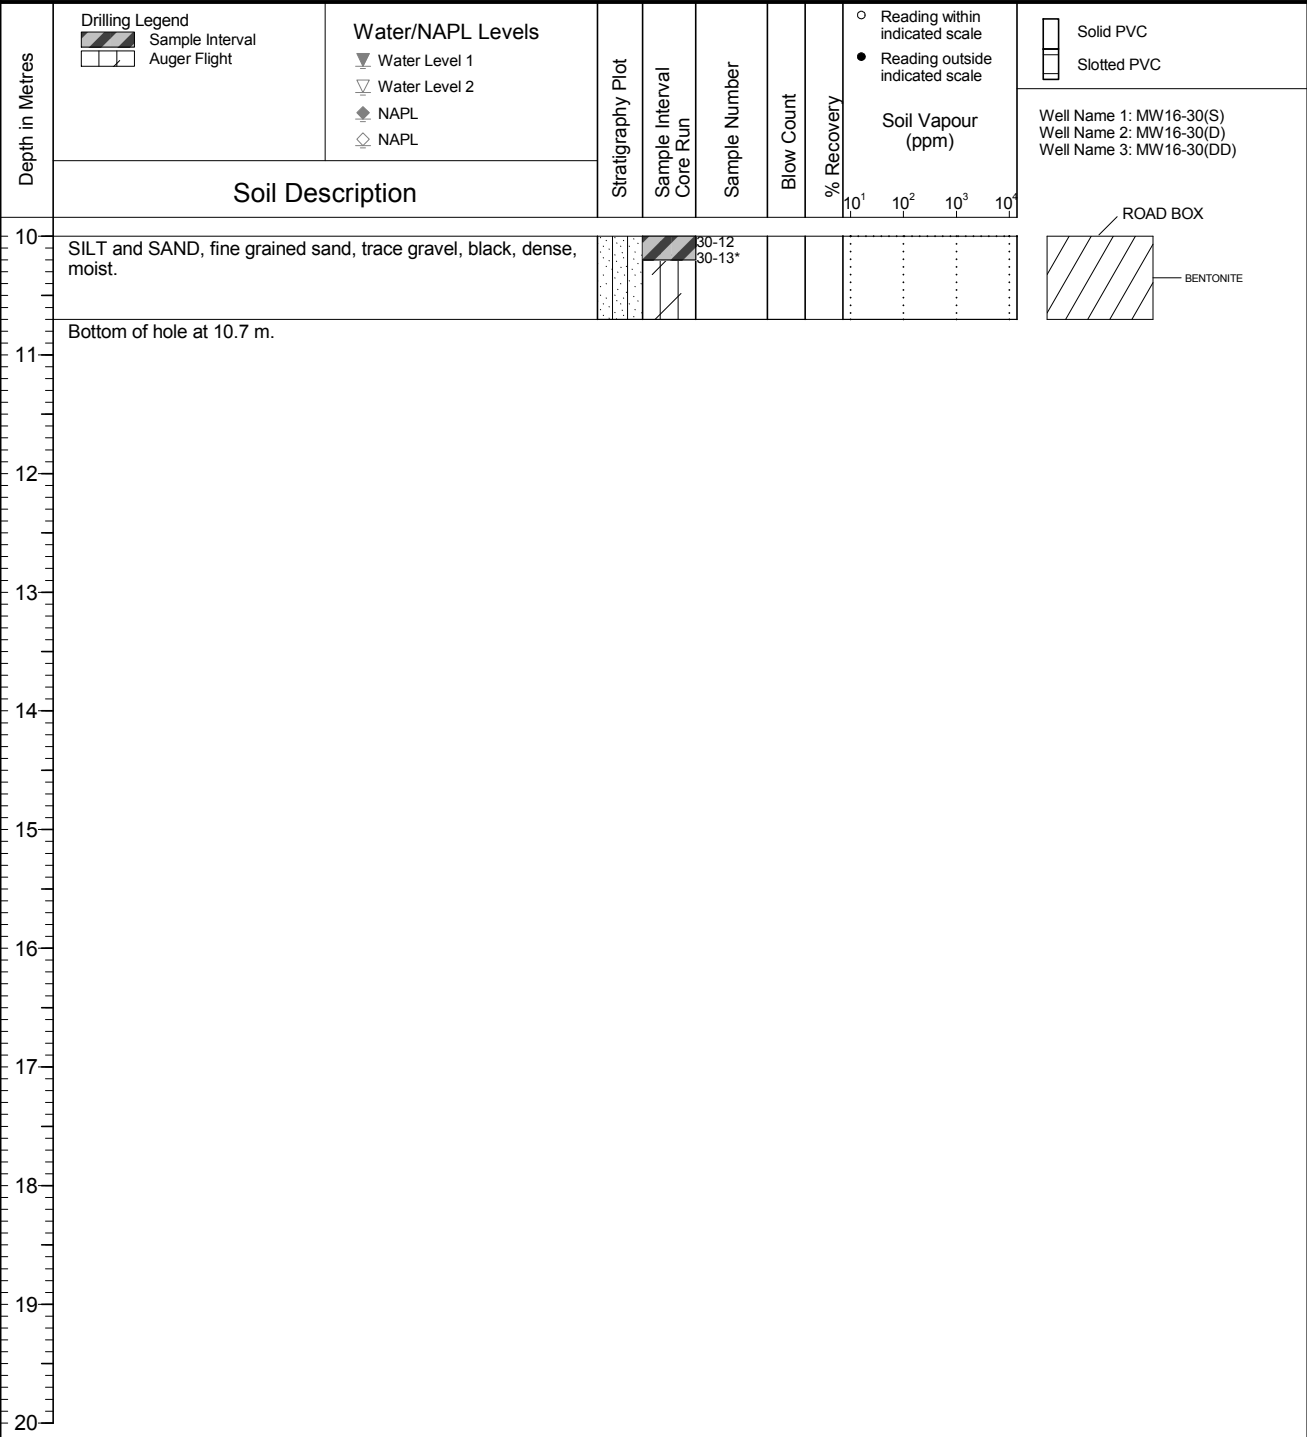 Depth in Metres
Drilling Legend
Sample Interval
Auger Flight
Water/NAPL Levels
Water Level 1
Water Level 2
NAPL
NAPL
Soil Description
Stratigraphy Plot
Sample Interval
Core Run
Sample Number
Blow Count
% Recovery
Reading within
indicated scale
Reading outside
indicated scale
Soil Vapour
(ppm)
10¹ 10² 10³ 10⁴
Solid PVC
Slotted PVC
Well Name 1: MW16-30(S)
Well Name 2: MW16-30(D)
Well Name 3: MW16-30(DD)
ROAD BOX
10
SILT and SAND, fine grained sand, trace gravel, black, dense,
moist.
30-12
30-13*
BENTONITE
Bottom of hole at 10.7 m.
11
12
13
14
15
16
17
18
19
20